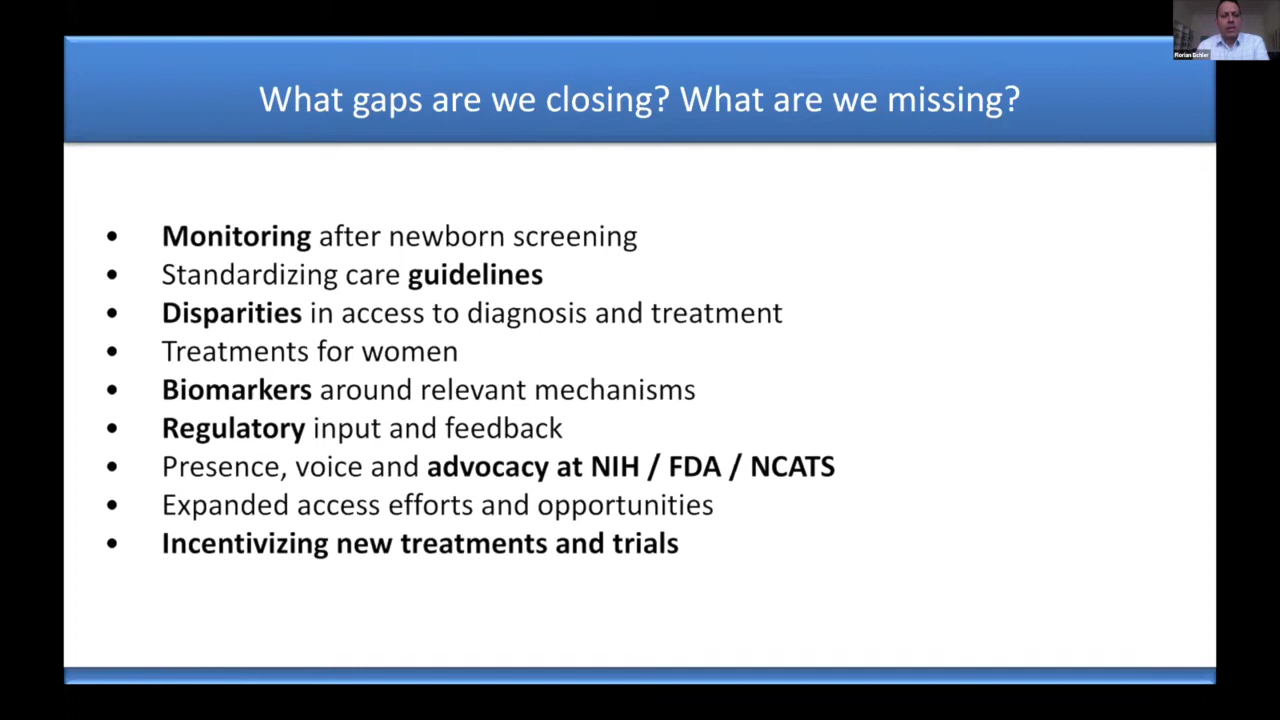 Florian Eichler
What gaps are we closing? What are we missing?
• Monitoring after newborn screening
• Standardizing care guidelines
• Disparities in access to diagnosis and treatment
• Treatments for women
• Biomarkers around relevant mechanisms
• Regulatory input and feedback
• Presence, voice and advocacy at NIH / FDA / NCATS
• Expanded access efforts and opportunities
• Incentivizing new treatments and trials